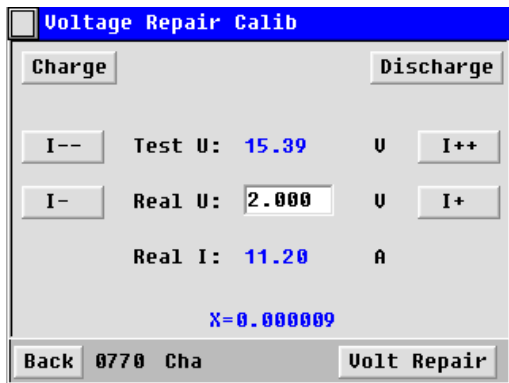 Voltage Repair Calib
Charge Discharge
I-- Test U: 15.39 V I++
I- Real U: 2.000 V I+
Real I: 11.20 A
X=0.000009
Back 0770 Cha Volt Repair